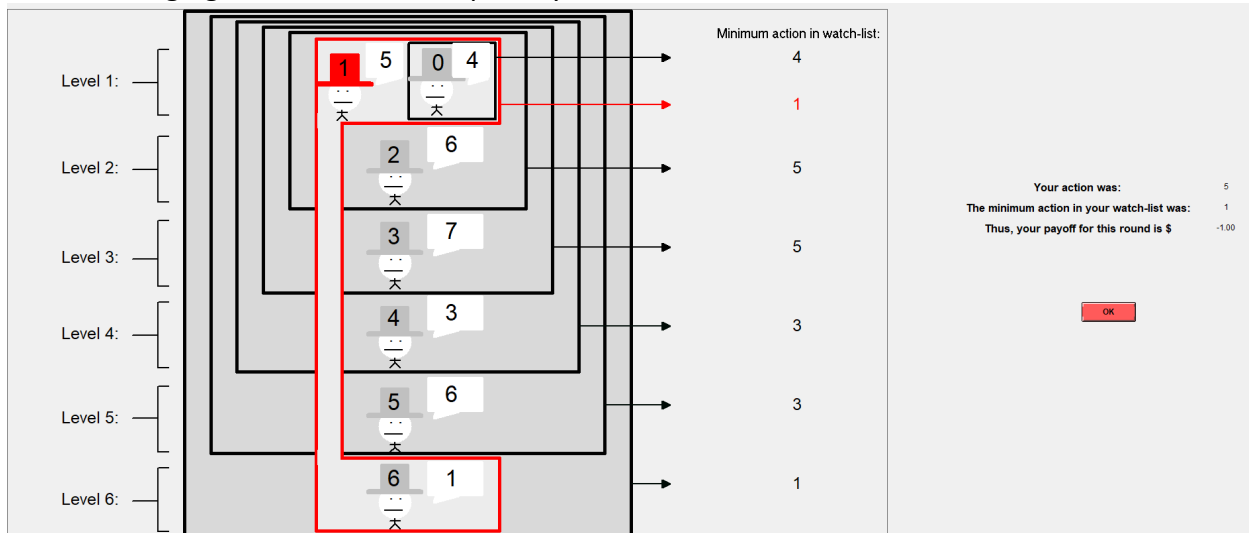 Minimum action in watch-list:
Level 1:
1 5 0 4
4
1
Level 2:
2 6
5
Level 3:
3 7
5
Level 4:
4 3
3
Level 5:
5 6
3
Level 6:
6 1
1
Your action was: 5
The minimum action in your watch-list was: 1
Thus, your payoff for this round is $ -1.00
OK